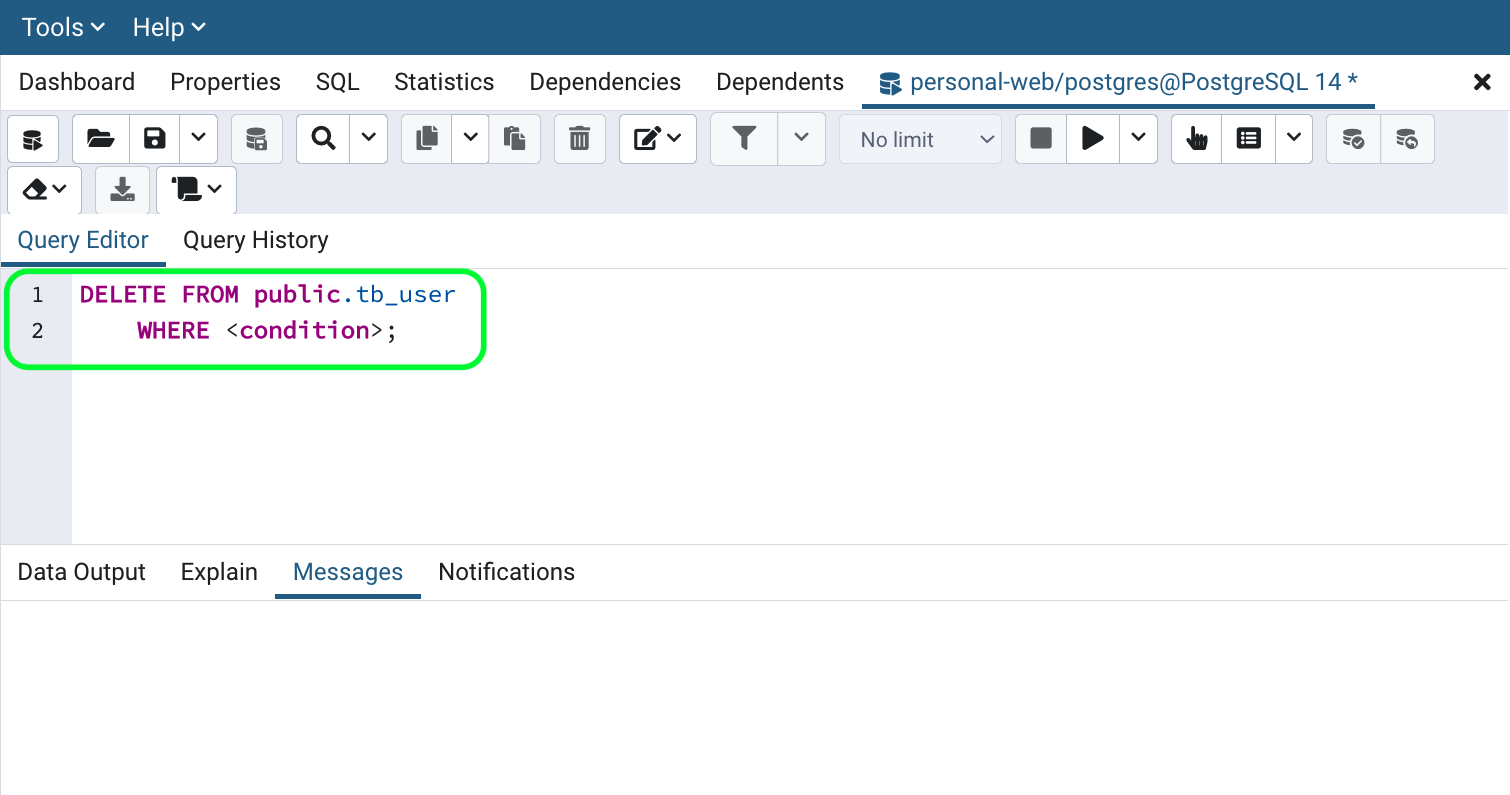 Tools Help
Dashboard Properties SQL Statistics Dependencies Dependents personal-web/postgres@PostgreSQL 14 *
No limit
Query Editor Query History
1 DELETE FROM public.tb_user
2 WHERE <condition>;
Data Output Explain Messages Notifications